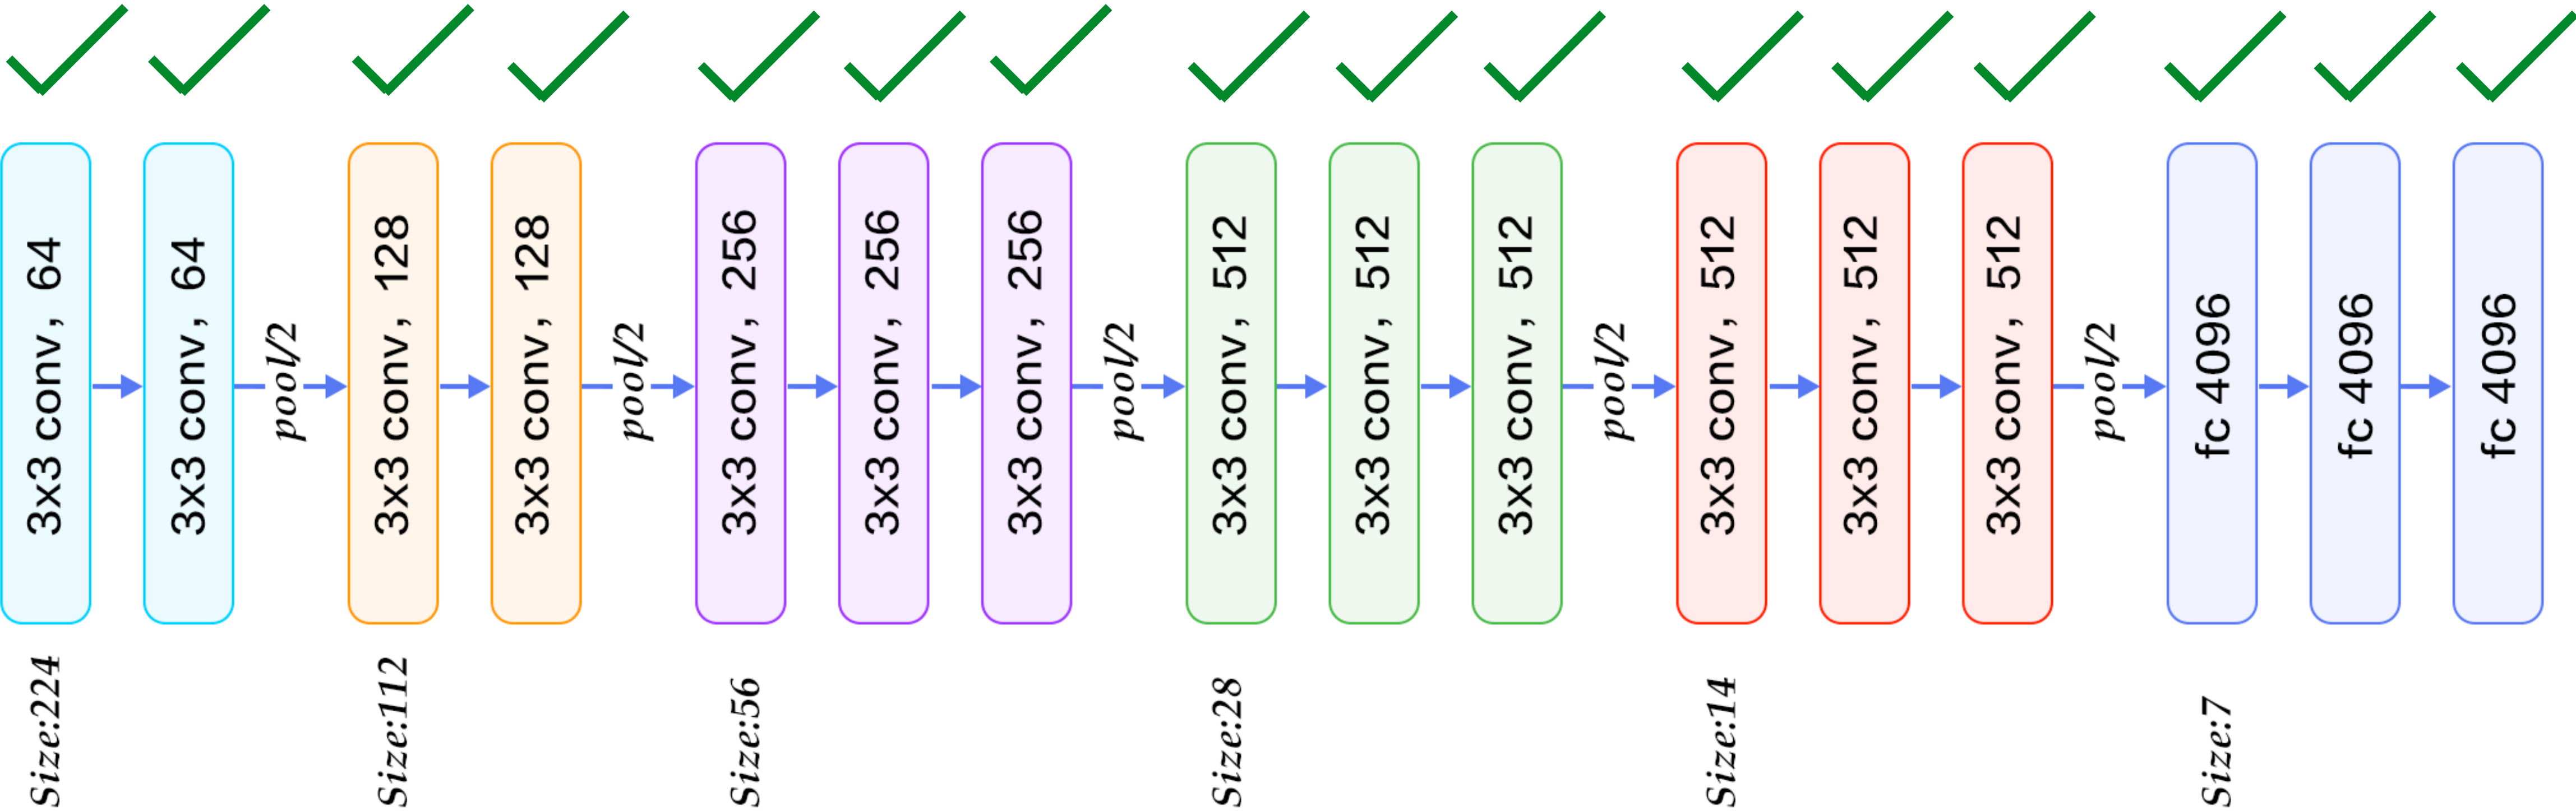 3x3 conv, 64
3x3 conv, 64
pool/2
3x3 conv, 128
3x3 conv, 128
pool/2
3x3 conv, 256
3x3 conv, 256
3x3 conv, 256
pool/2
3x3 conv, 512
3x3 conv, 512
3x3 conv, 512
pool/2
3x3 conv, 512
3x3 conv, 512
3x3 conv, 512
pool/2
fc 4096
fc 4096
fc 4096
Size:224
Size:112
Size:56
Size:28
Size:14
Size:7